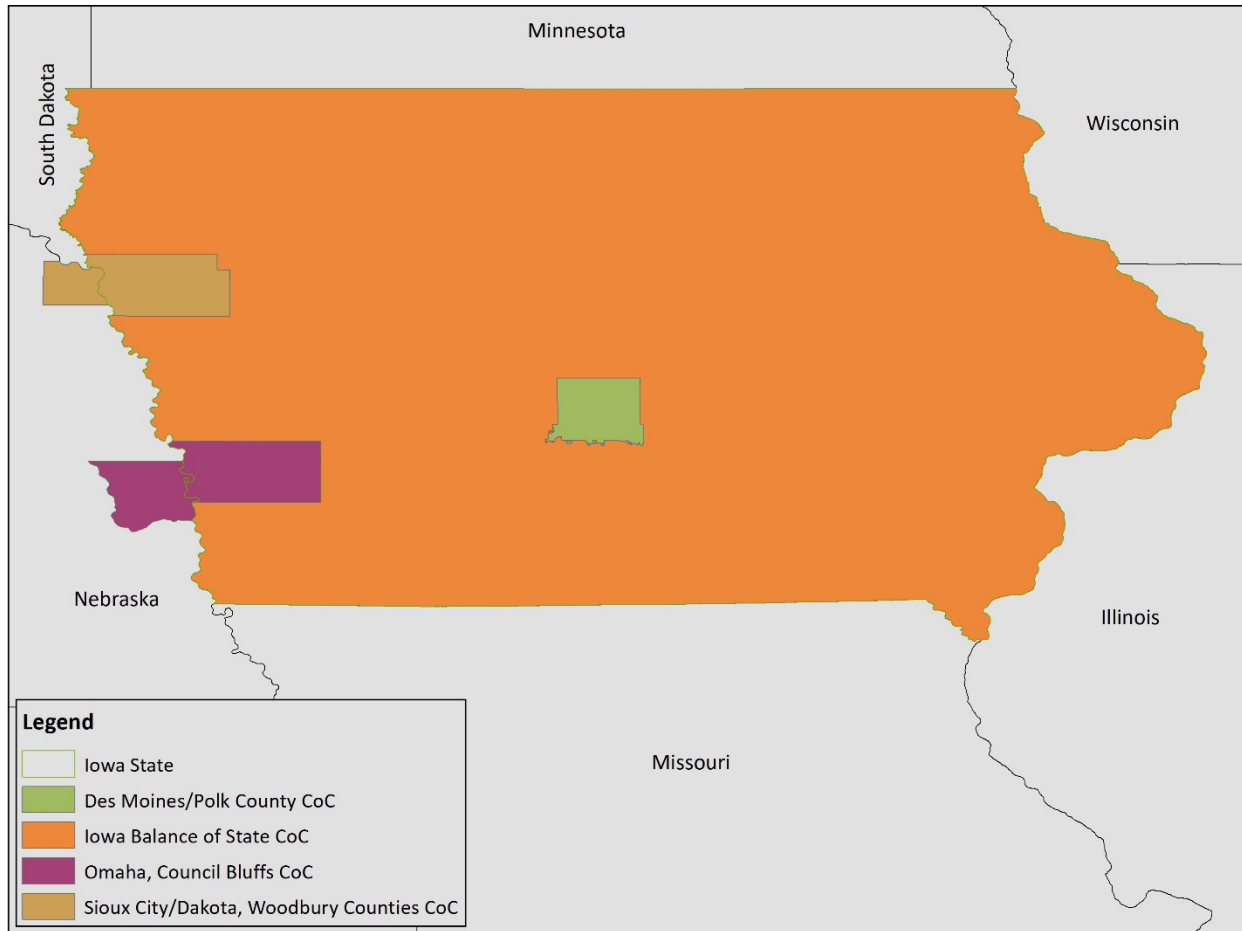 Minnesota
South Dakota
Wisconsin
Nebraska
Illinois
Missouri
Legend
Iowa State
Des Moines/Polk County CoC
Iowa Balance of State CoC
Omaha, Council Bluffs CoC
Sioux City/Dakota, Woodbury Counties CoC